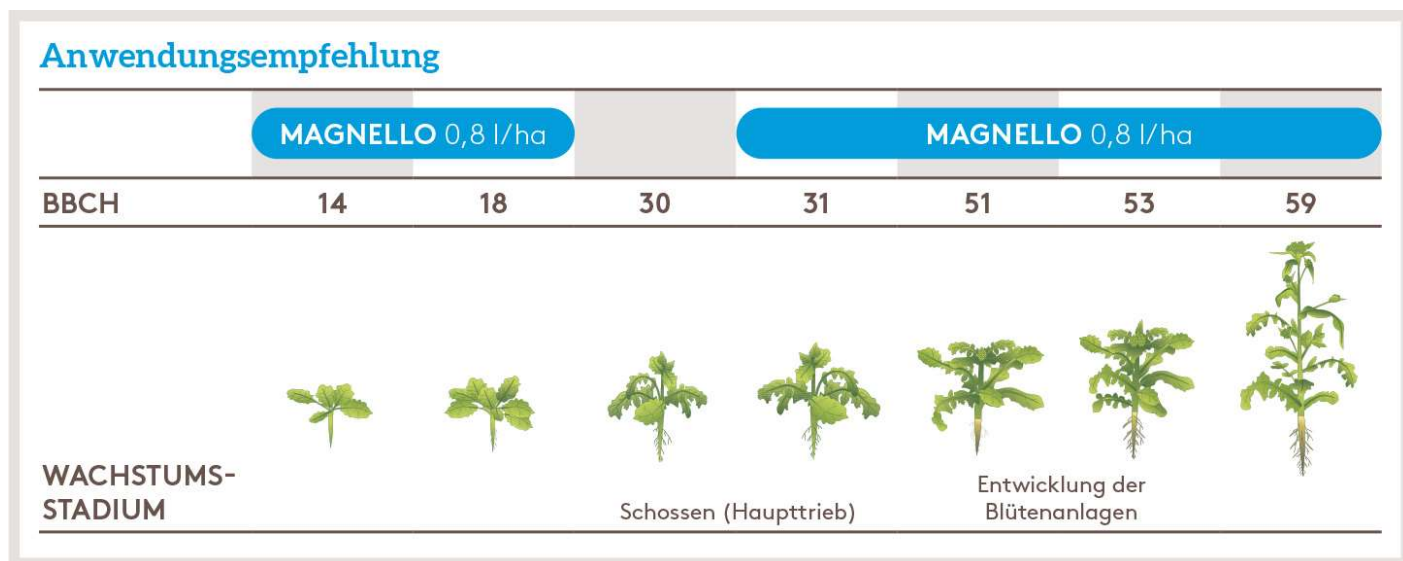 Anwendungsempfehlung
MAGNELLO 0,8 l/ha MAGNELLO 0,8 l/ha
BBCH 14 18 30 31 51 53 59
WACHSTUMS-
STADIUM
Schossen (Haupttrieb)
Entwicklung der
Blütenanlagen